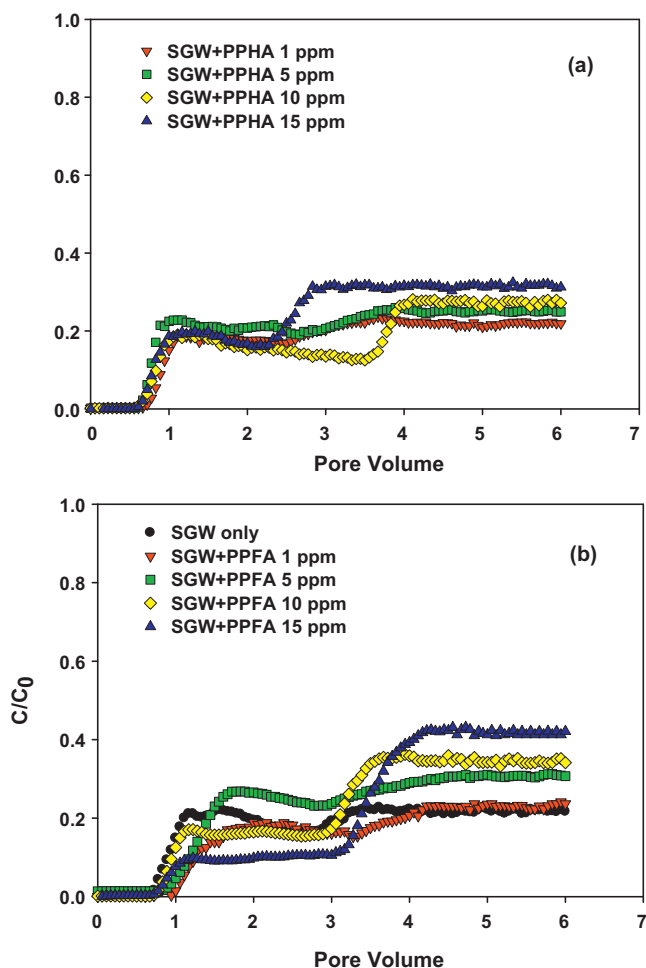 1.0
SGW+PPHA 1 ppm
(a)
SGW+PPHA 5 ppm
0.8
SGW+PPHA 10 ppm
SGW+PPHA 15 ppm
0.6
0.4
0.2
0.0
0 1 2 3 4 5 6 7
Pore Volume
1.0
SGW only
(b)
SGW+PPFA 1 ppm
0.8
SGW+PPFA 5 ppm
SGW+PPFA 10 ppm
SGW+PPFA 15 ppm
0.6
C/C0
0.4
0.2
0.0
0 1 2 3 4 5 6 7
Pore Volume